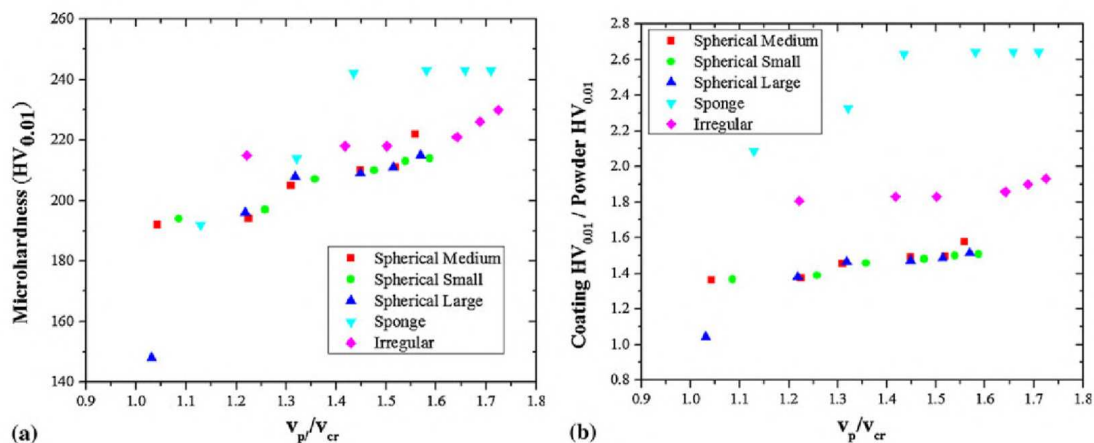 260
240
220
200
180
160
140
Microhardness (HV0.01)
Spherical Medium
Spherical Small
Spherical Large
Sponge
Irregular
0.9 1.0 1.1 1.2 1.3 1.4 1.5 1.6 1.7 1.8
(a)
vp/vcr
2.8
2.6
2.4
2.2
2.0
1.8
1.6
1.4
1.2
1.0
0.8
Coating HV0.01 / Powder HV0.01
Spherical Medium
Spherical Small
Spherical Large
Sponge
Irregular
0.9 1.0 1.1 1.2 1.3 1.4 1.5 1.6 1.7 1.8
(b)
vp/vcr